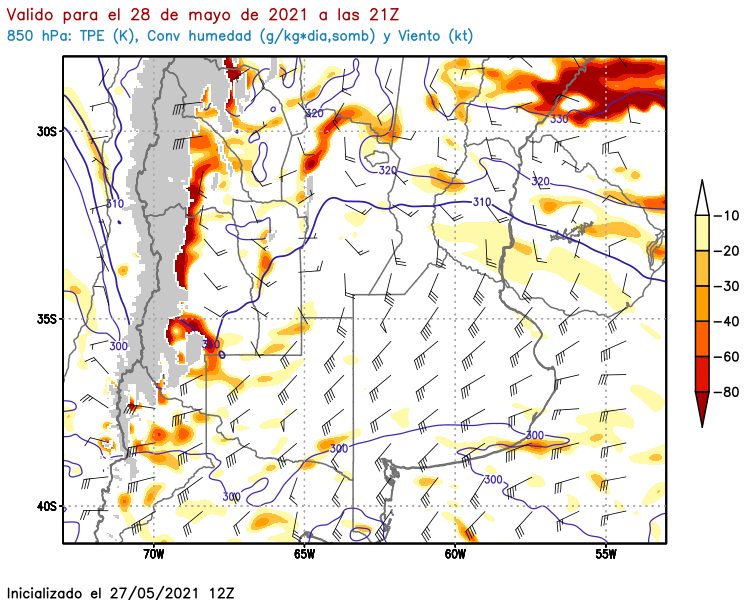 Valido para el 28 de mayo de 2021 a las 21Z
850 hPa: TPE (K), Conv humedad (g/kg*dia,somb) y Viento (kt)
320
330
30S
320
320
310
310
-10
-20
-30
-40
-60
-80
35S
300
310
300
300
300
300
40S
70W
65W
60W
55W
Inicializado el 27/05/2021 12Z